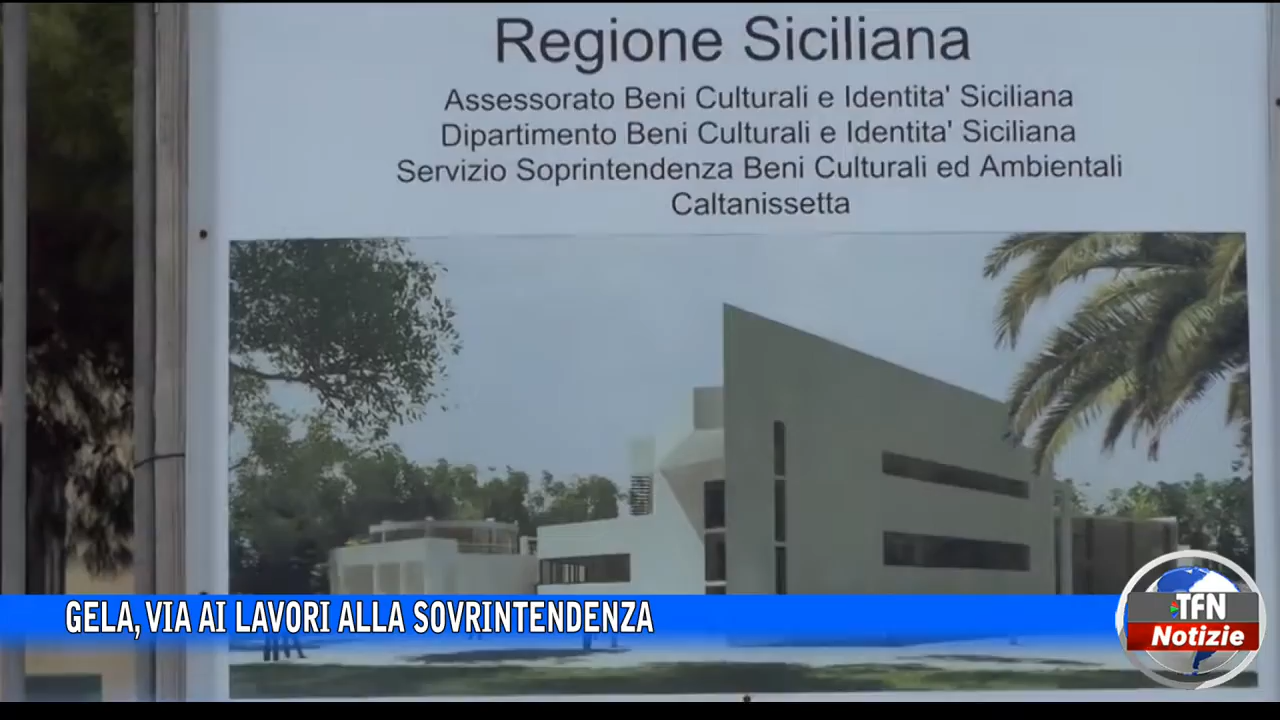 Regione Siciliana
Assessorato Beni Culturali e Identita' Siciliana
Dipartimento Beni Culturali e Identita' Siciliana
Servizio Soprintendenza Beni Culturali ed Ambientali
Caltanissetta
GELA, VIA AI LAVORI ALLA SOVRINTENDENZA
TFN
Notizie